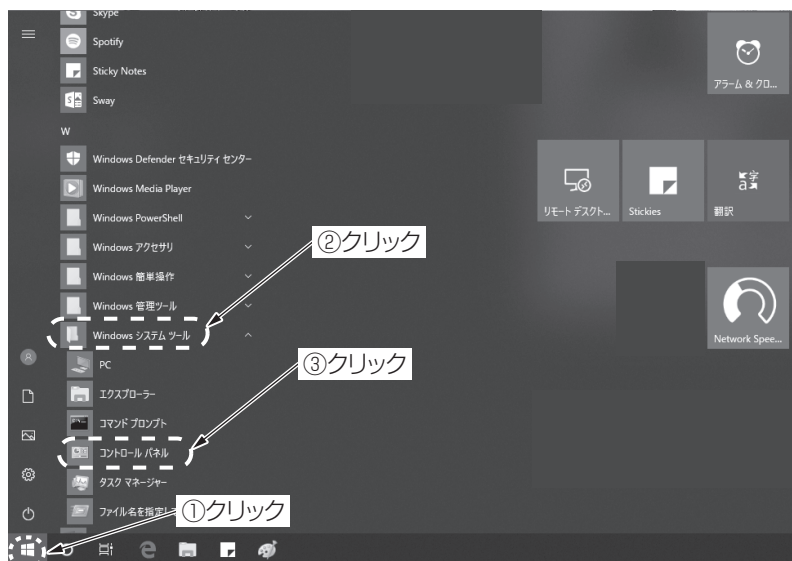 Skype
Spotify
Sticky Notes
Sway
W
Windows Defender セキュリティ センター
Windows Media Player
Windows PowerShell
Windows アクセサリ
Windows 簡単操作
Windows 管理ツール
Windows システム ツール
PC
エクスプローラー
コマンド プロンプト
コントロール パネル
タスク マネージャー
ファイル名を指定し
②クリック
③クリック
①クリック
アラーム & クロ...
リモート デスクト...
Stickies
翻訳
Network Spee...